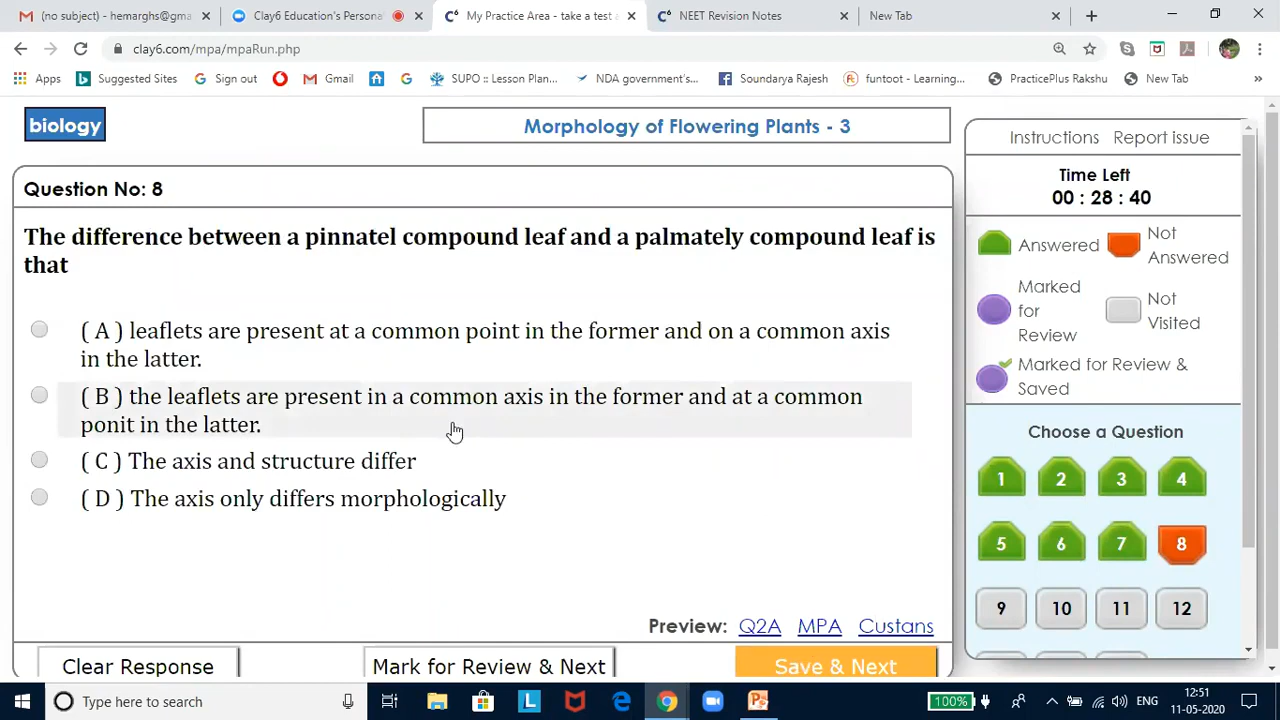 (no subject) - hemarghs@gma
Clay6 Education's Persona
My Practice Area - take a test a
NEET Revision Notes
New Tab
clay6.com/mpa/mpaRun.php
Apps
Suggested Sites
Sign out
Gmail
SUPO :: Lesson Plan...
NDA government's...
Soundarya Rajesh
funtoot - Learning...
PracticePlus Rakshu
New Tab
biology
Morphology of Flowering Plants - 3
Instructions Report issue
Time Left
00 : 28 : 40
Question No: 8
The difference between a pinnatel compound leaf and a palmately compound leaf is
that
( A ) leaflets are present at a common point in the former and on a common axis
in the latter.
( B ) the leaflets are present in a common axis in the former and at a common
ponit in the latter.
( C ) The axis and structure differ
( D ) The axis only differs morphologically
Answered
Not
Answered
Marked
for
Review
Not
Visited
Marked for Review &
Saved
Choose a Question
1 2 3 4
5 6 7 8
9 10 11 12
Preview: Q2A MPA Custans
Clear Response
Mark for Review & Next
Save & Next
Type here to search
100%
ENG
12:51
11-05-2020